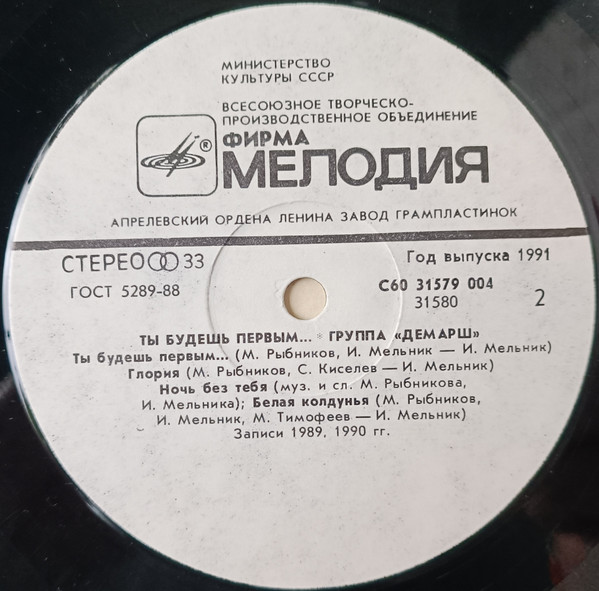 МИНИСТЕРСТВО
КУЛЬТУРЫ СССР
ВСЕСОЮЗНОЕ ТВОРЧЕСКО-
ПРОИЗВОДСТВЕННОЕ ОБЪЕДИНЕНИЕ
ФИРМА
® МЕЛОДИЯ
АПРЕЛЕВСКИЙ ОРДЕНА ЛЕНИНА ЗАВОД ГРАМПЛАСТИНОК
СТЕРЕО 33
Год выпуска 1991
ГОСТ 5289-88
С60 31579 004
31580
2
ТЫ БУДЕШЬ ПЕРВЫМ... * ГРУППА «ДЕМАРШ»
Ты будешь первым... (М. Рыбников, И. Мельник — И. Мельник)
Глория (М. Рыбников, С. Киселев — И. Мельник)
Ночь без тебя (муз. и сл. М. Рыбникова,
И. Мельника); Белая колдунья (М. Рыбников,
И. Мельник, М. Тимофеев — И. Мельник)
Записи 1989, 1990 гг.